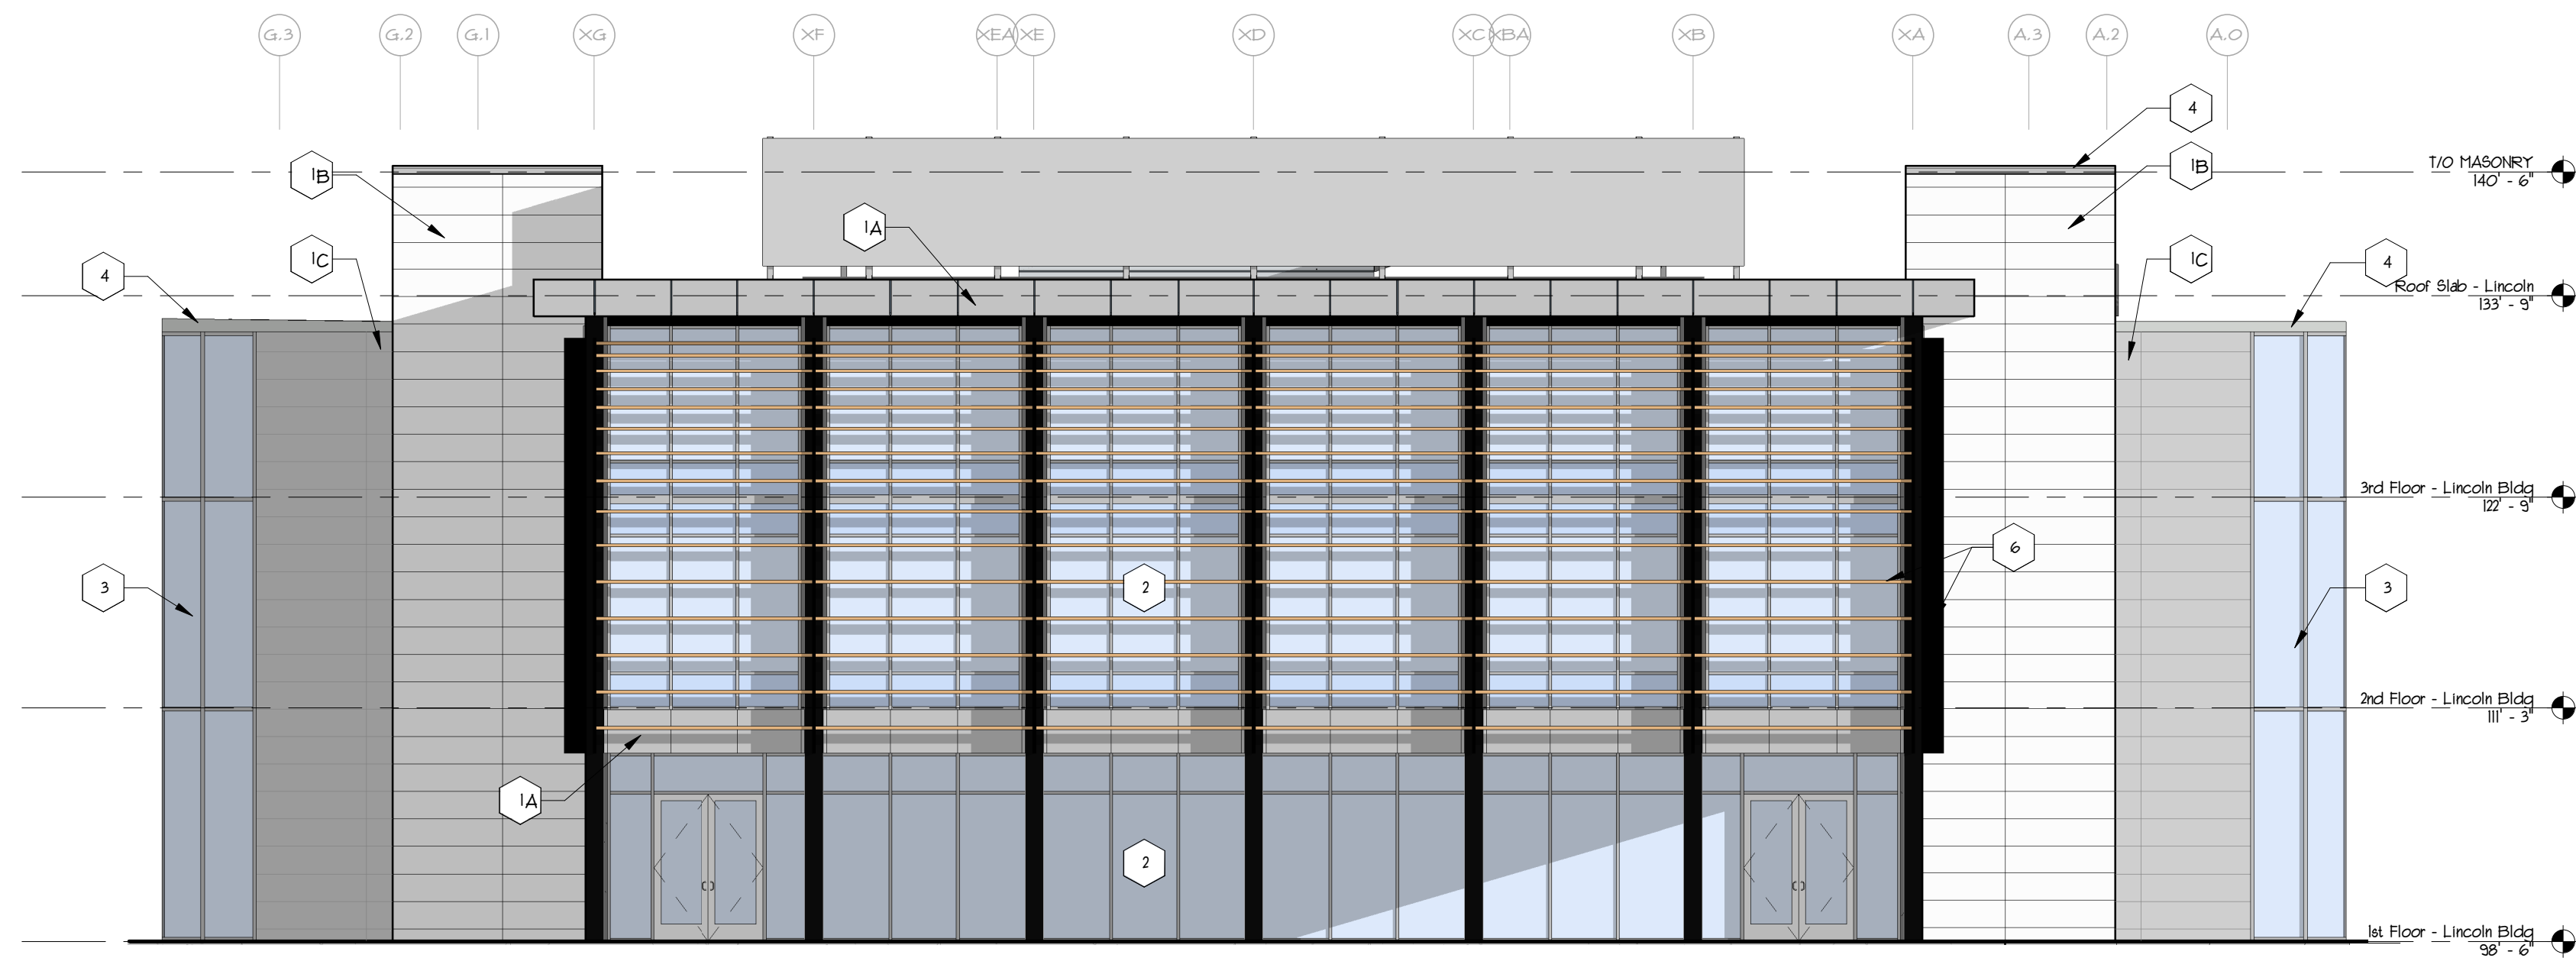 G.3 G.2 G.1 XG XF XEA XE XD XC XBA XB XA A.3 A.2 A.0
4
1B
1B
T/O MASONRY
140' - 6"
1A
1C
1C
4
4
Roof Slab - Lincoln
133' - 9"
3rd Floor - Lincoln Bldg
122' - 9"
6
3
2
3
2nd Floor - Lincoln Bldg
111' - 3"
1A
2
1st Floor - Lincoln Bldg
98' - 6"